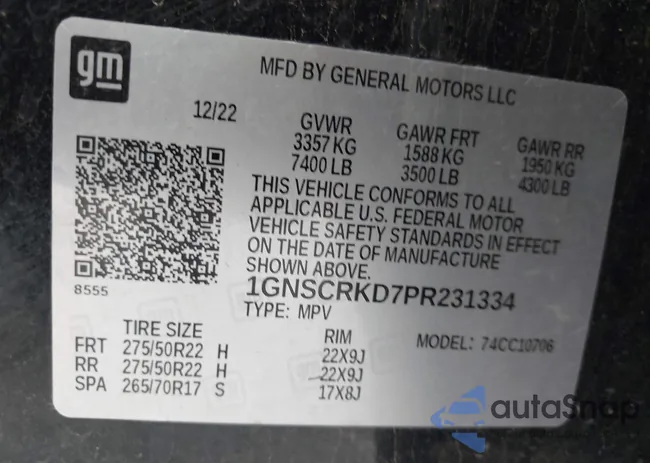 gm
MFD BY GENERAL MOTORS LLC
12/22
GVWR GAWR FRT GAWR RR
3357 KG 1588 KG 1950 KG
7400 LB 3500 LB 4300 LB
THIS VEHICLE CONFORMS TO ALL
APPLICABLE U.S. FEDERAL MOTOR
VEHICLE SAFETY STANDARDS IN EFFECT
ON THE DATE OF MANUFACTURE
SHOWN ABOVE.
8555
1GNSCRKD7PR231334
TYPE: MPV
TIRE SIZE RIM MODEL: 74CC10706
FRT 275/50R22 H 22X9J
RR 275/50R22 H 22X9J
SPA 265/70R17 S 17X8J
autoSnap